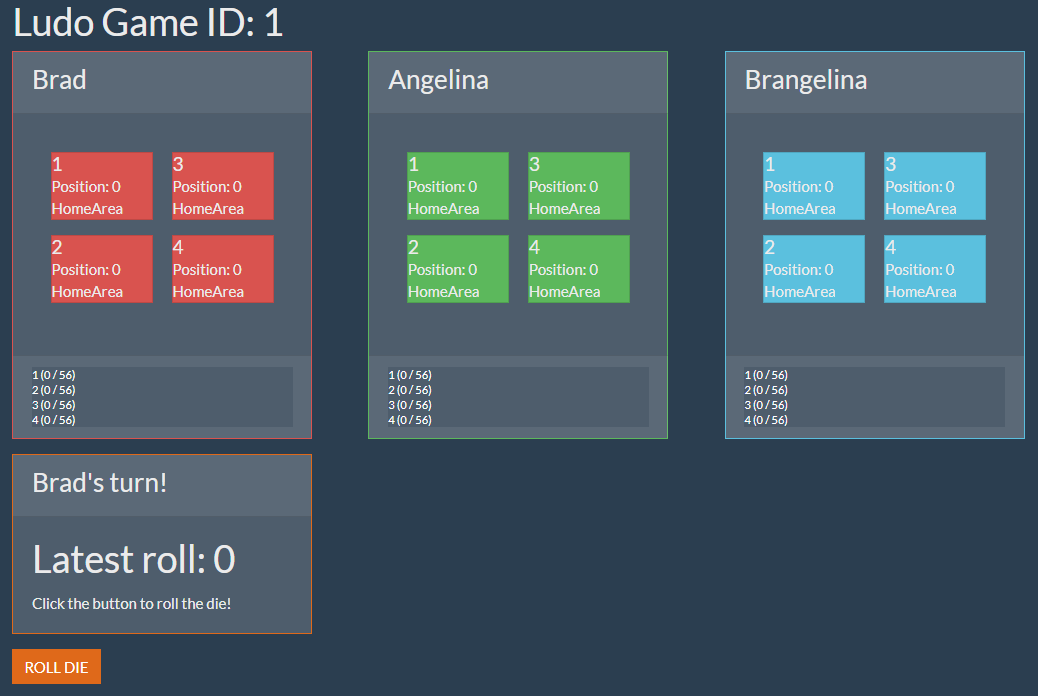 Ludo Game ID: 1
Brad
1
Position: 0
HomeArea
3
Position: 0
HomeArea
2
Position: 0
HomeArea
4
Position: 0
HomeArea
1 (0 / 56)
2 (0 / 56)
3 (0 / 56)
4 (0 / 56)
Angelina
1
Position: 0
HomeArea
3
Position: 0
HomeArea
2
Position: 0
HomeArea
4
Position: 0
HomeArea
1 (0 / 56)
2 (0 / 56)
3 (0 / 56)
4 (0 / 56)
Brangelina
1
Position: 0
HomeArea
3
Position: 0
HomeArea
2
Position: 0
HomeArea
4
Position: 0
HomeArea
1 (0 / 56)
2 (0 / 56)
3 (0 / 56)
4 (0 / 56)
Brad's turn!
Latest roll: 0
Click the button to roll the die!
ROLL DIE